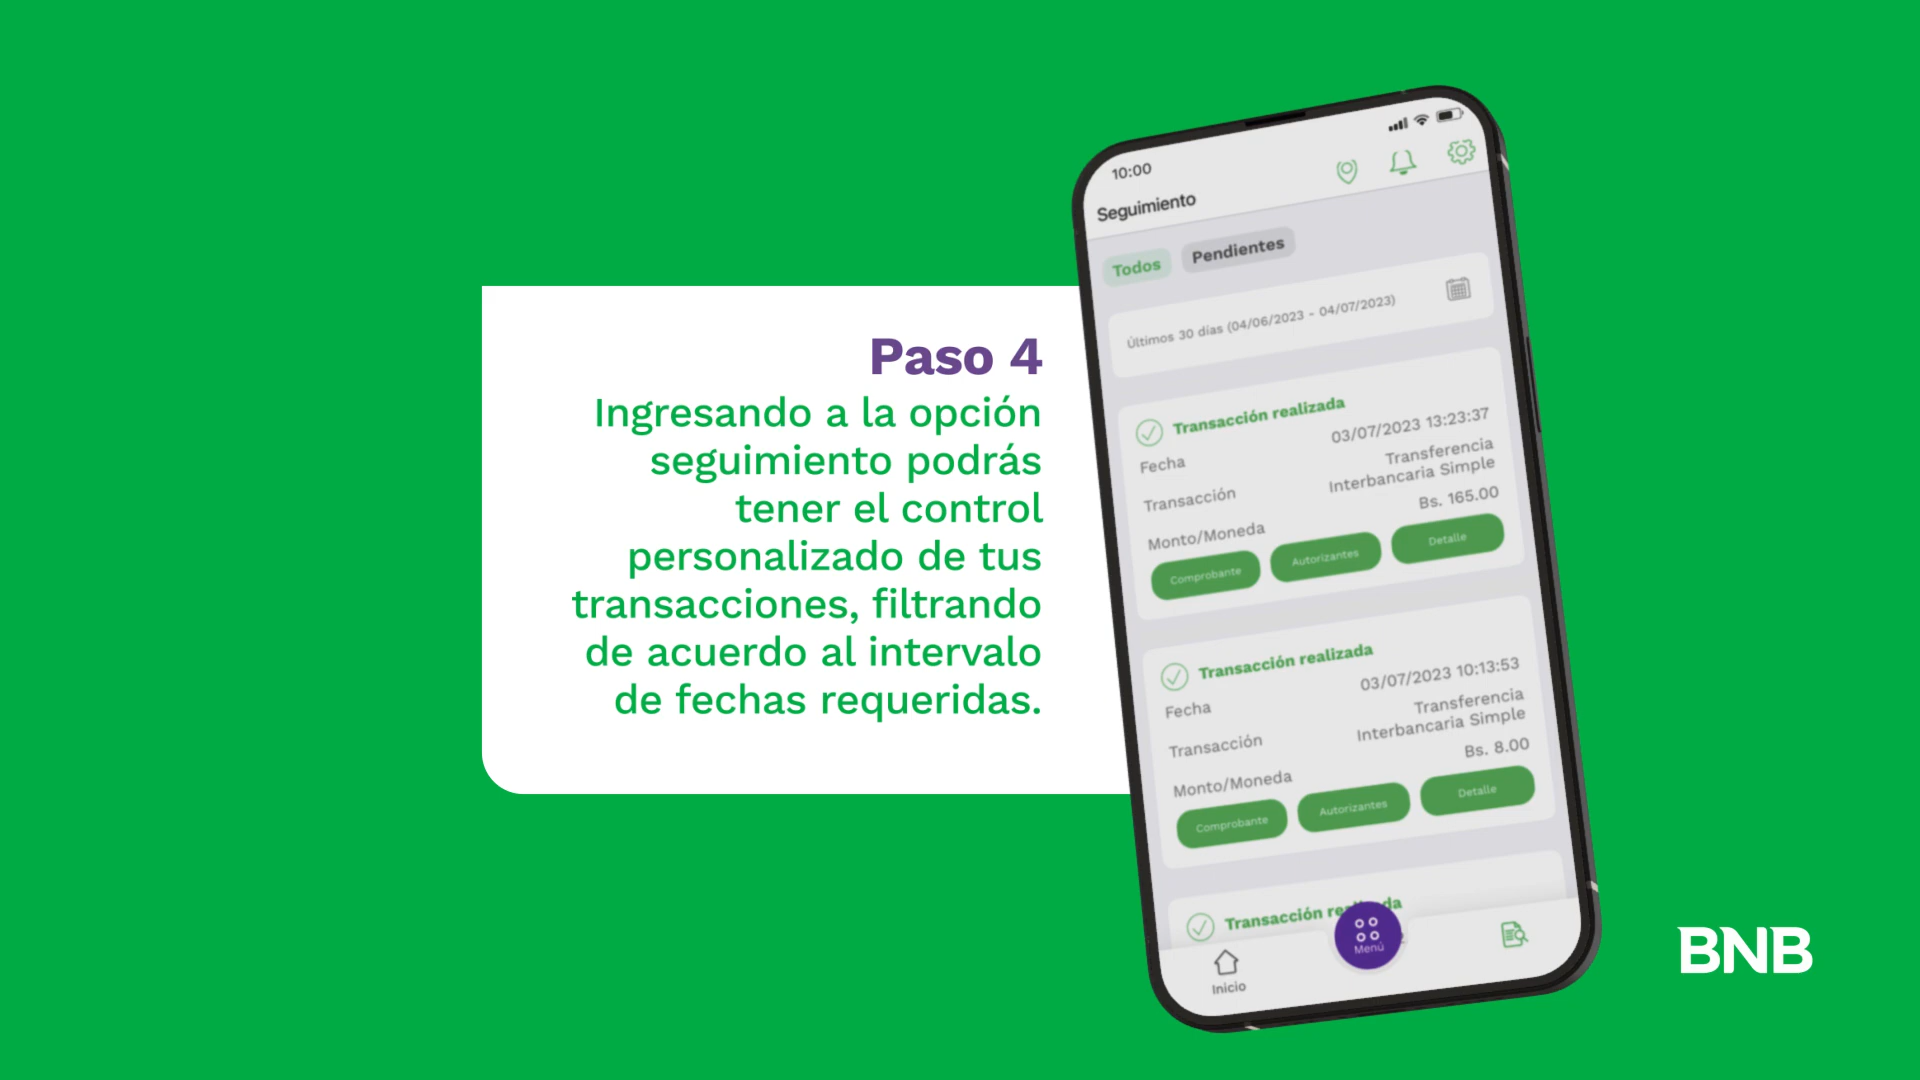 Paso 4
Ingresando a la opción
seguimiento podrás
tener el control
personalizado de tus
transacciones, filtrando
de acuerdo al intervalo
de fechas requeridas.
10:00
Seguimiento
Todos
Pendientes
Últimos 30 días (04/06/2023 - 04/07/2023)
Transacción realizada
Fecha
03/07/2023 13:23:37
Transacción
Transferencia
Interbancaria Simple
Monto/Moneda
Bs. 165.00
Comprobante
Autorizantes
Detalle
Transacción realizada
Fecha
03/07/2023 10:13:53
Transacción
Transferencia
Interbancaria Simple
Monto/Moneda
Bs. 8.00
Comprobante
Autorizantes
Detalle
Transacción
Inicio
Menú
BNB